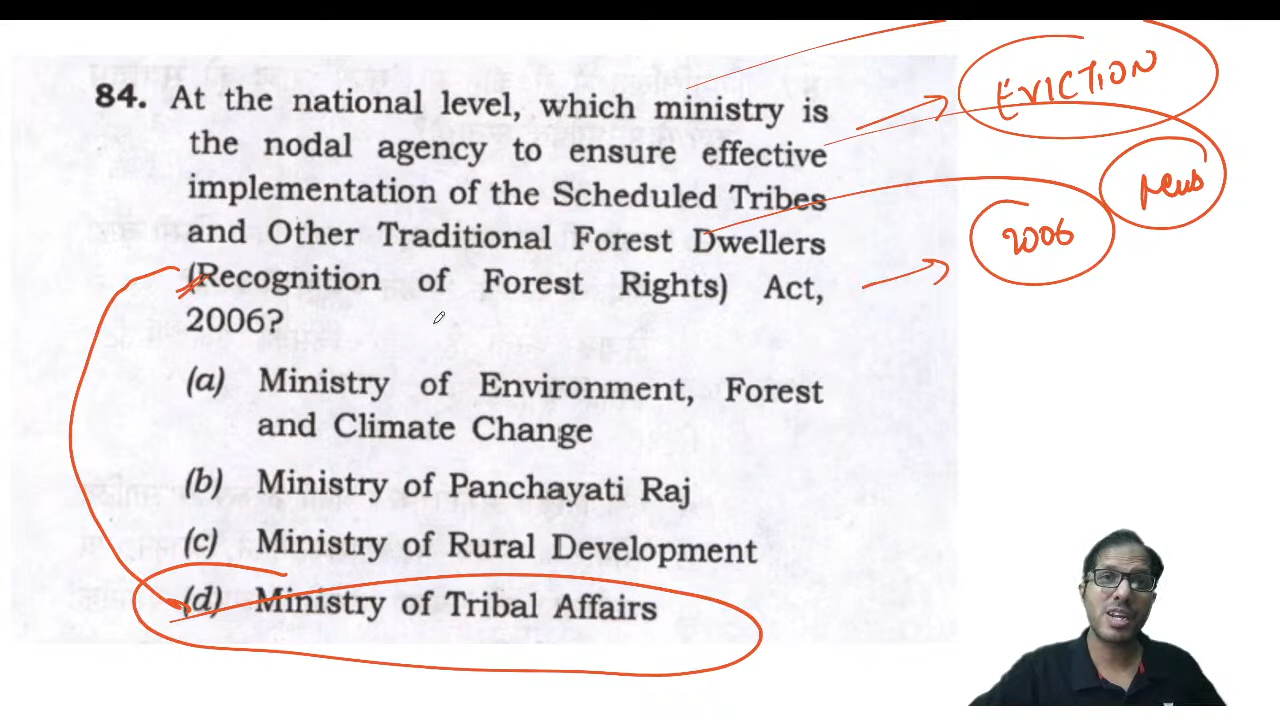 84. At the national level, which ministry is
the nodal agency to ensure effective
implementation of the Scheduled Tribes
and Other Traditional Forest Dwellers
(Recognition of Forest Rights) Act,
2006?
(a) Ministry of Environment, Forest
and Climate Change
(b) Ministry of Panchayati Raj
(c) Ministry of Rural Development
(d) Ministry of Tribal Affairs
EVICTION
2006